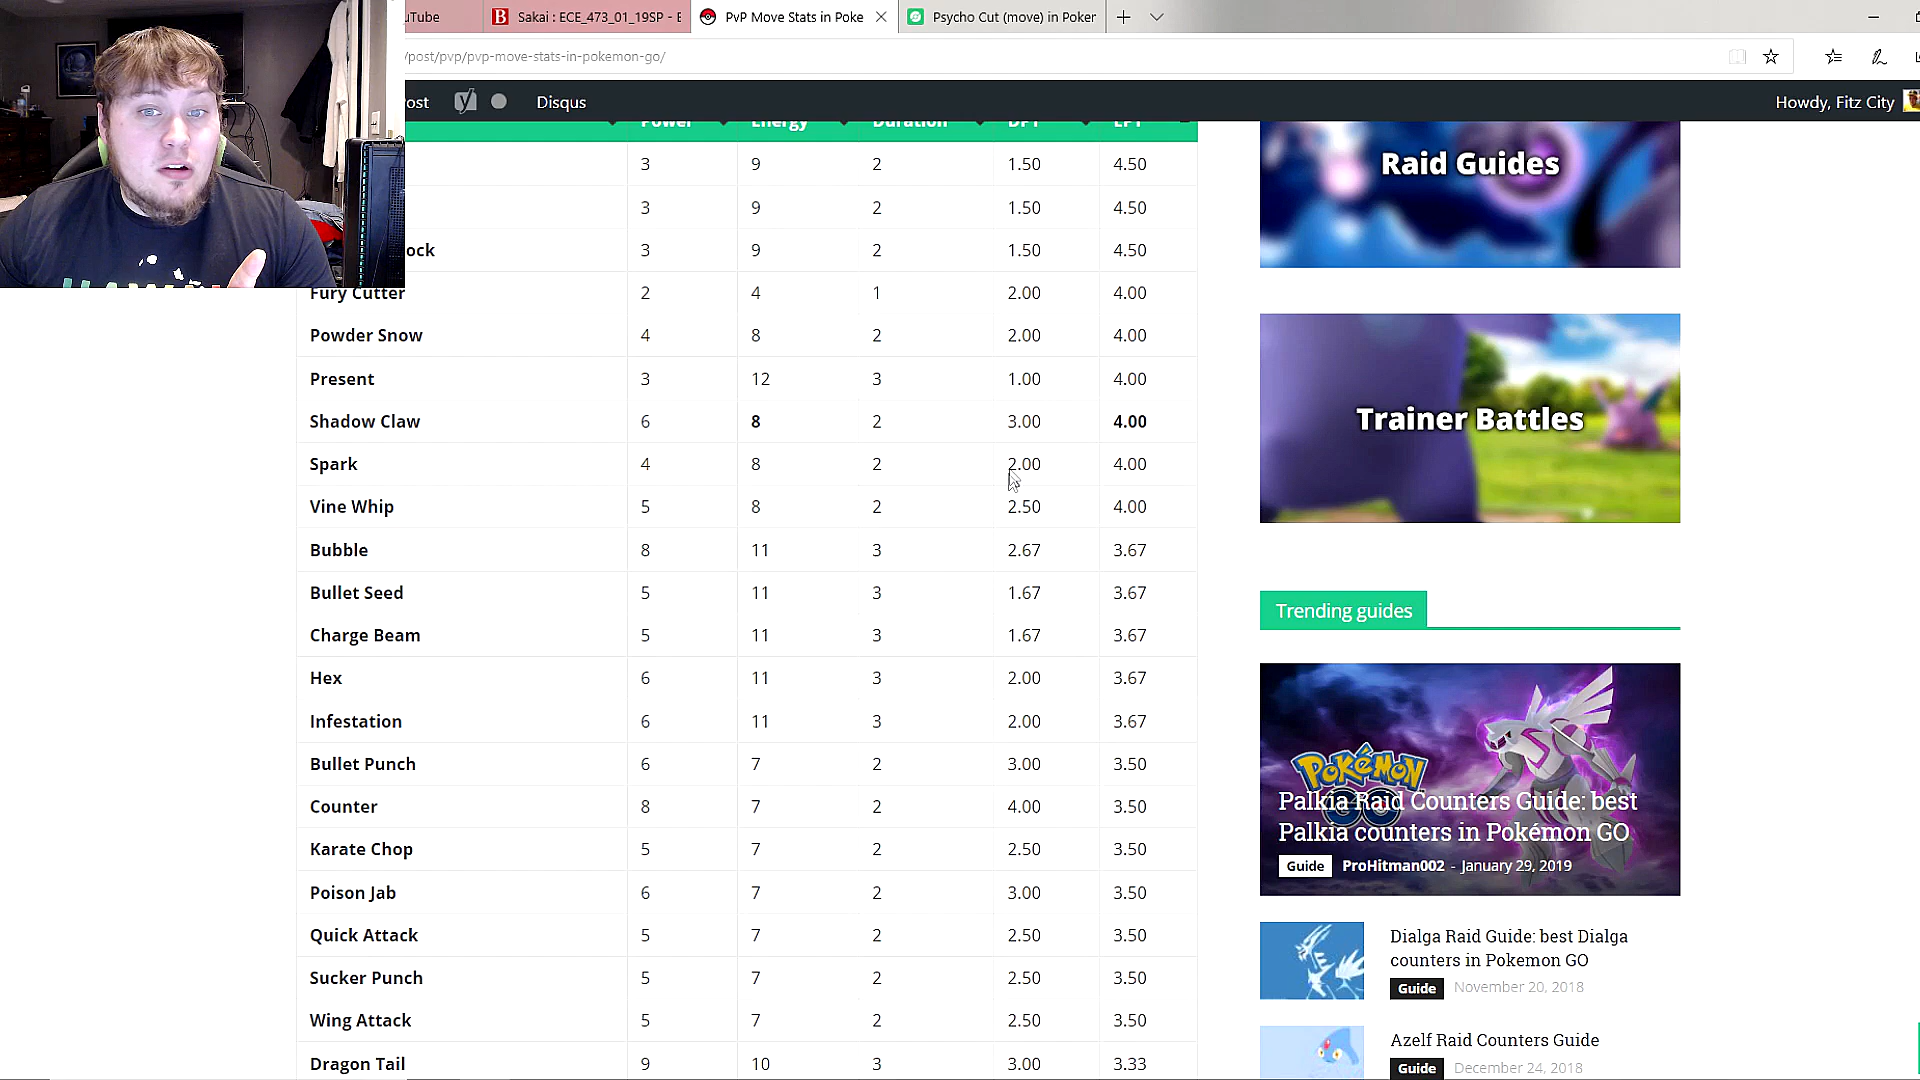 uTube
Sakai : ECE_473_01_19SP - E
PvP Move Stats in Poke
Psycho Cut (move) in Poker
/post/pvp/pvp-move-stats-in-pokemon-go/
ost
Disqus
Howdy, Fitz City
Power Energy Duration DPT EPT
3 9 2 1.50 4.50
3 9 2 1.50 4.50
ock 3 9 2 1.50 4.50
Fury Cutter 2 4 1 2.00 4.00
Powder Snow 4 8 2 2.00 4.00
Present 3 12 3 1.00 4.00
Shadow Claw 6 8 2 3.00 4.00
Spark 4 8 2 2.00 4.00
Vine Whip 5 8 2 2.50 4.00
Bubble 8 11 3 2.67 3.67
Bullet Seed 5 11 3 1.67 3.67
Charge Beam 5 11 3 1.67 3.67
Hex 6 11 3 2.00 3.67
Infestation 6 11 3 2.00 3.67
Bullet Punch 6 7 2 3.00 3.50
Counter 8 7 2 4.00 3.50
Karate Chop 5 7 2 2.50 3.50
Poison Jab 6 7 2 3.00 3.50
Quick Attack 5 7 2 2.50 3.50
Sucker Punch 5 7 2 2.50 3.50
Wing Attack 5 7 2 2.50 3.50
Dragon Tail 9 10 3 3.00 3.33
Raid Guides
Trainer Battles
Trending guides
POKéMON
GO
Palkia Raid Counters Guide: best
Palkia counters in Pokémon GO
Guide ProHitman002 - January 29, 2019
Dialga Raid Guide: best Dialga
counters in Pokemon GO
Guide November 20, 2018
Azelf Raid Counters Guide
Guide December 24, 2018